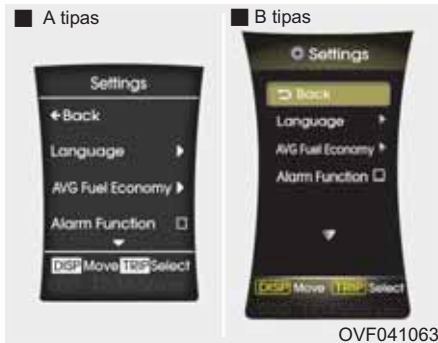 A tipas
Settings
Back
Language
AVG Fuel Economy
Alarm Function
DISP Move TRIP Select
B tipas
Settings
Back
Language
AVG Fuel Economy
Alarm Function
DISP Move TRIP Select
OVF041063